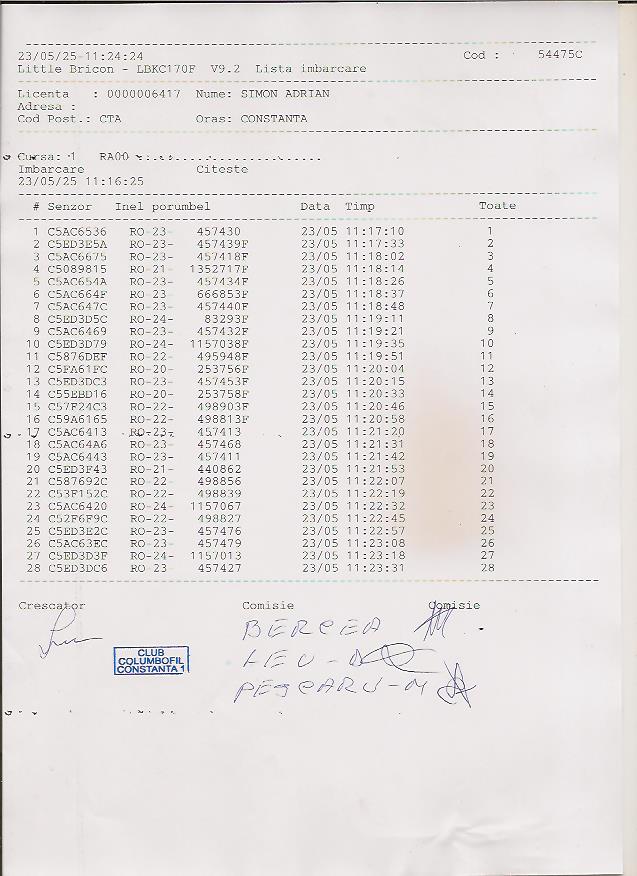 23/05/25-11:24:24 Cod : 54475C
Little Bricon - LBKC170F V9.2 Lista imbarcare
Licenta : 0000006417 Nume: SIMON ADRIAN
Adresa :
Cod Post.: CTA Oras: CONSTANTA
Cursa: 1 RA00
Imbarcare Citeste
23/05/25 11:16:25
# Senzor Inel porumbel Data Timp Toate
1 C5AC6536 RO-23- 457430 23/05 11:17:10 1
2 C5ED3E5A RO-23- 457439F 23/05 11:17:33 2
3 C5AC6675 RO-23- 457418F 23/05 11:18:02 3
4 C5089815 RO-21- 1352717F 23/05 11:18:14 4
5 C5AC654A RO-23- 457434F 23/05 11:18:26 5
6 C5AC664F RO-23- 666853F 23/05 11:18:37 6
7 C5AC647C RO-23- 457440F 23/05 11:18:48 7
8 C5ED3D5C RO-24- 83293F 23/05 11:19:11 8
9 C5AC6469 RO-23- 457432F 23/05 11:19:21 9
10 C5ED3D79 RO-24- 1157038F 23/05 11:19:35 10
11 C5876DEF RO-22- 495948F 23/05 11:19:51 11
12 C5FA61FC RO-20- 253756F 23/05 11:20:04 12
13 C5ED3DC3 RO-23- 457453F 23/05 11:20:15 13
14 C55EBD16 RO-20- 253758F 23/05 11:20:33 14
15 C57F24C3 RO-22- 498903F 23/05 11:20:46 15
16 C59A6165 RO-22- 498813F 23/05 11:20:58 16
17 C5AC6413 RO-23- 457413 23/05 11:21:20 17
18 C5AC64A6 RO-23- 457468 23/05 11:21:31 18
19 C5AC6443 RO-23- 457411 23/05 11:21:42 19
20 C5ED3F43 RO-21- 440862 23/05 11:21:53 20
21 C587692C RO-22- 498856 23/05 11:22:07 21
22 C53F152C RO-22- 498839 23/05 11:22:19 22
23 C5AC6420 RO-24- 1157067 23/05 11:22:32 23
24 C52F6F9C RO-22- 498827 23/05 11:22:45 24
25 C5ED3E2C RO-23- 457476 23/05 11:22:57 25
26 C5AC63EC RO-23- 457479 23/05 11:23:08 26
27 C5ED3D3F RO-24- 1157013 23/05 11:23:18 27
28 C5ED3DC6 RO-23- 457427 23/05 11:23:31 28
Crescator Comisie Comisie
BERCEA
CLUB
COLUMBOFIL
CONSTANTA 1
LEU-
PESCARU-M